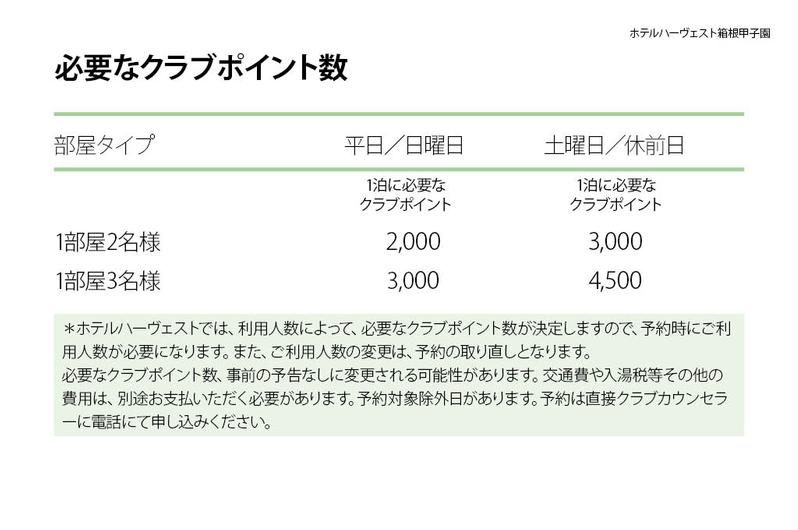 ホテルハーヴェスト箱根甲子園
必要なクラブポイント数
部屋タイプ 平日／日曜日 土曜日／休前日
1泊に必要な 1泊に必要な
クラブポイント クラブポイント
1部屋2名様 2,000 3,000
1部屋3名様 3,000 4,500
＊ホテルハーヴェストでは、利用人数によって、必要なクラブポイント数が決定しますので、予約時にご利
用人数が必要になります。また、ご利用人数の変更は、予約の取り直しとなります。
必要なクラブポイント数、事前の予告なしに変更される可能性があります。交通費や入湯税等その他の
費用は、別途お支払いただく必要があります。予約対象除外日があります。予約は直接クラブカウンセラ
ーに電話にて申し込みください。